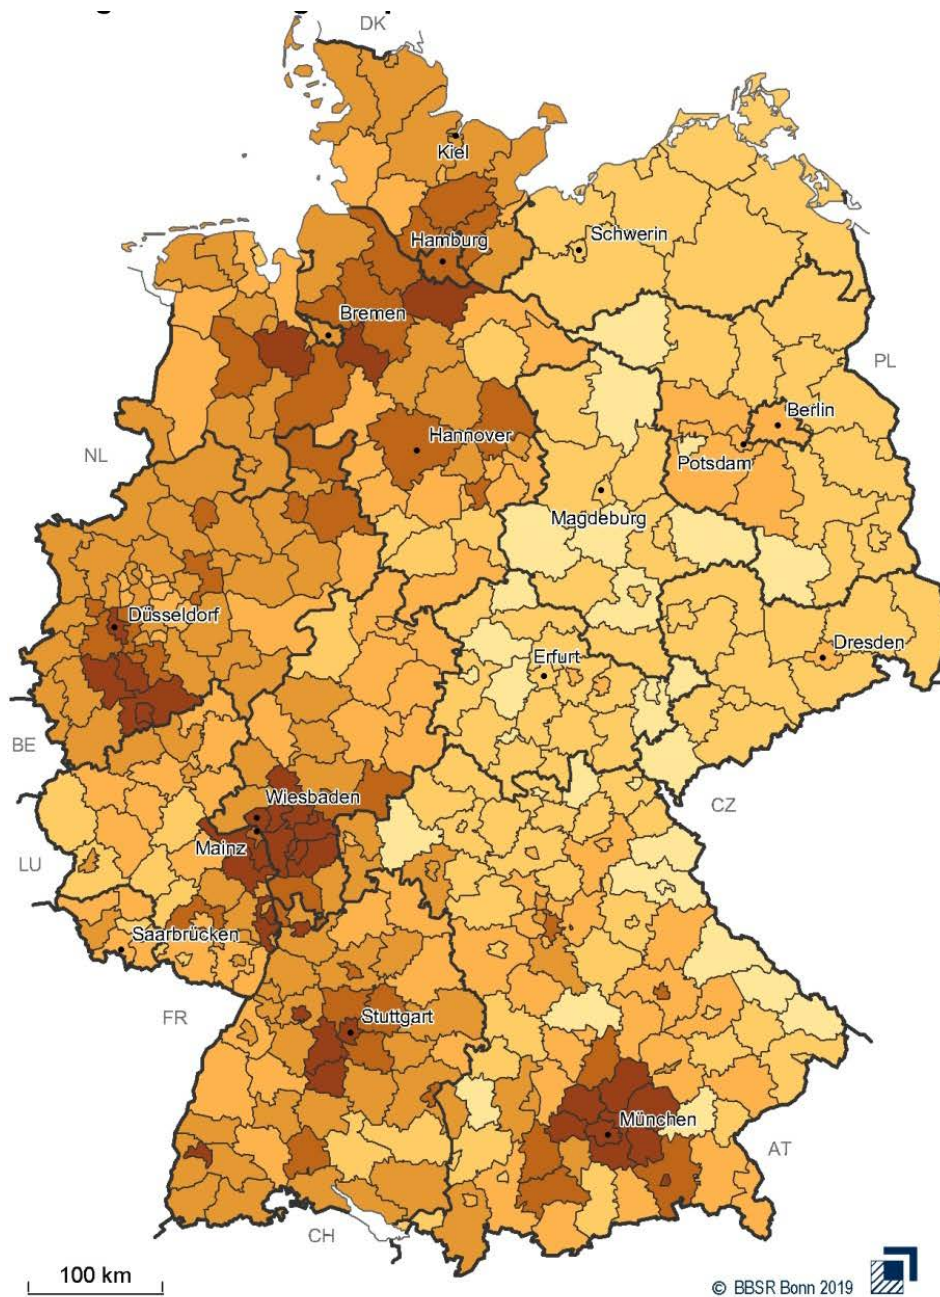 DK
Kiel
Hamburg
Schwerin
Bremen
PL
Berlin
Hannover
NL
Potsdam
Magdeburg
Düsseldorf
Erfurt
Dresden
BE
Wiesbaden
CZ
Mainz
LU
Saarbrücken
FR
Stuttgart
München
AT
CH
100 km
© BBSR Bonn 2019